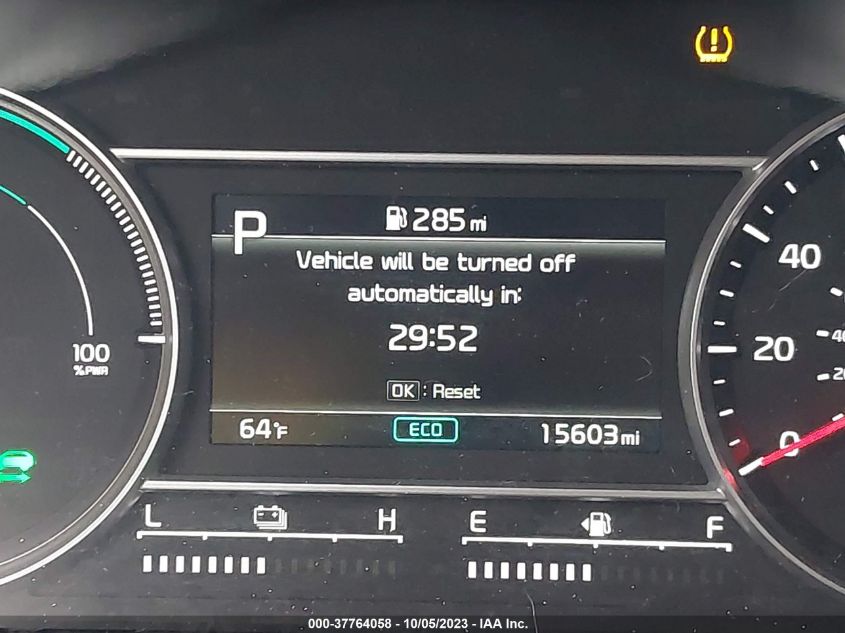 P 285 mi
Vehicle will be turned off
automatically in:
29:52
OK : Reset
64°F ECO 15603 mi
100
%PWR
40
20
0
L H E F
000-37764058 - 10/05/2023 - IAA Inc.